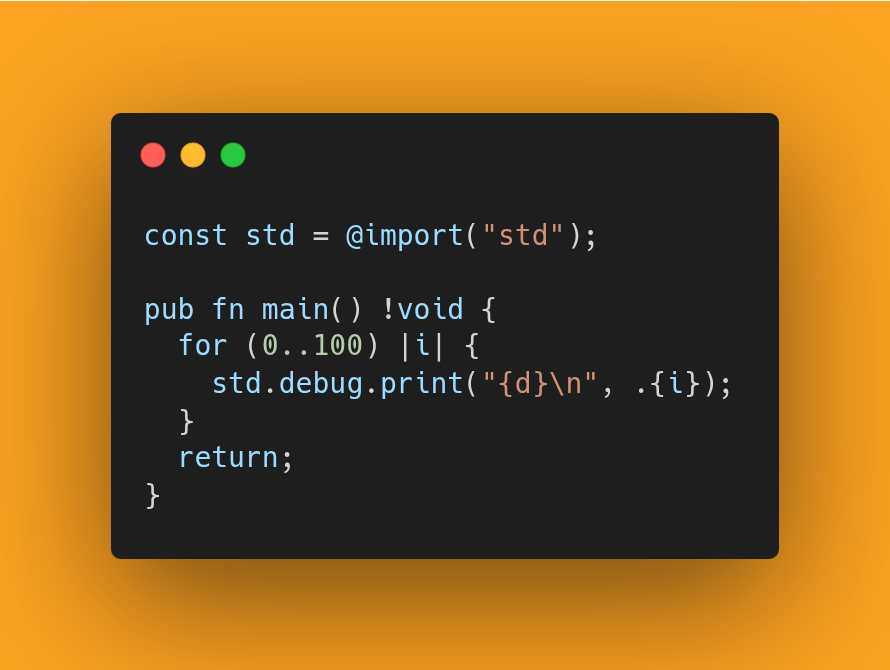 const std = @import("std");
pub fn main() !void {
  for (0..100) |i| {
    std.debug.print("{d}\n", .{i});
  }
  return;
}